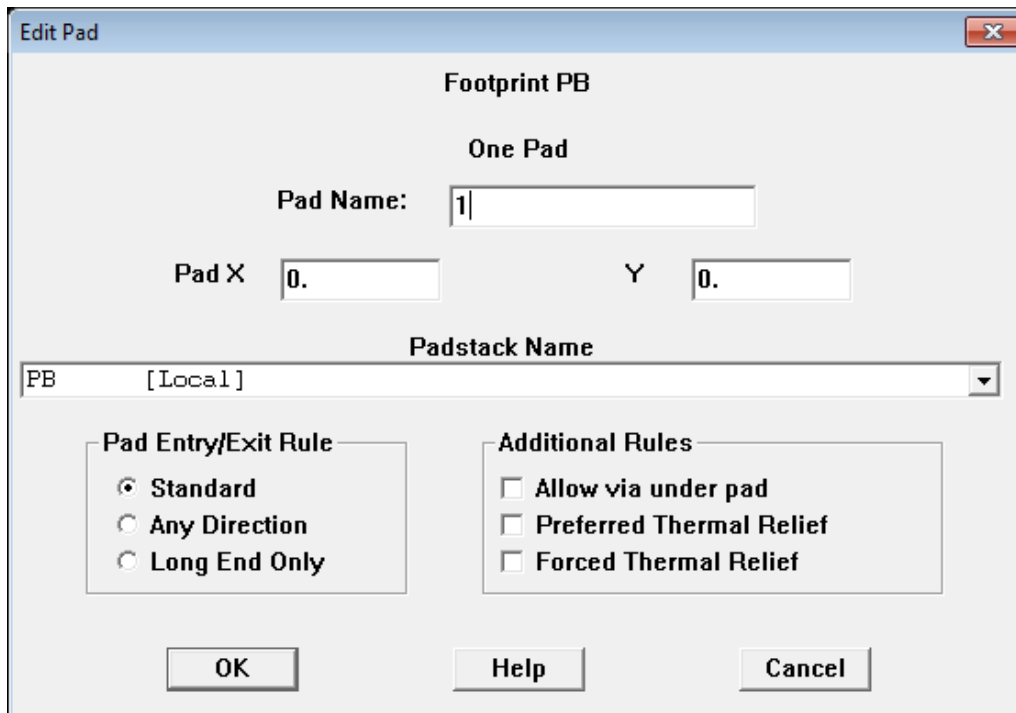 Edit Pad
Footprint PB
One Pad
Pad Name: 1
Pad X 0. Y 0.
Padstack Name
PB [Local]
Pad Entry/Exit Rule
Standard
Any Direction
Long End Only
Additional Rules
Allow via under pad
Preferred Thermal Relief
Forced Thermal Relief
OK Help Cancel